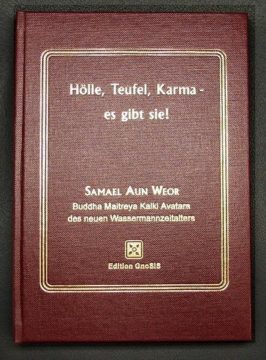 Hölle, Teufel, Karma -
es gibt sie!
SAMAEL AUN WEOR
Buddha Maitreya Kalki Avatara
des neuen Wassermannzeitalters
Edition GnoSiS